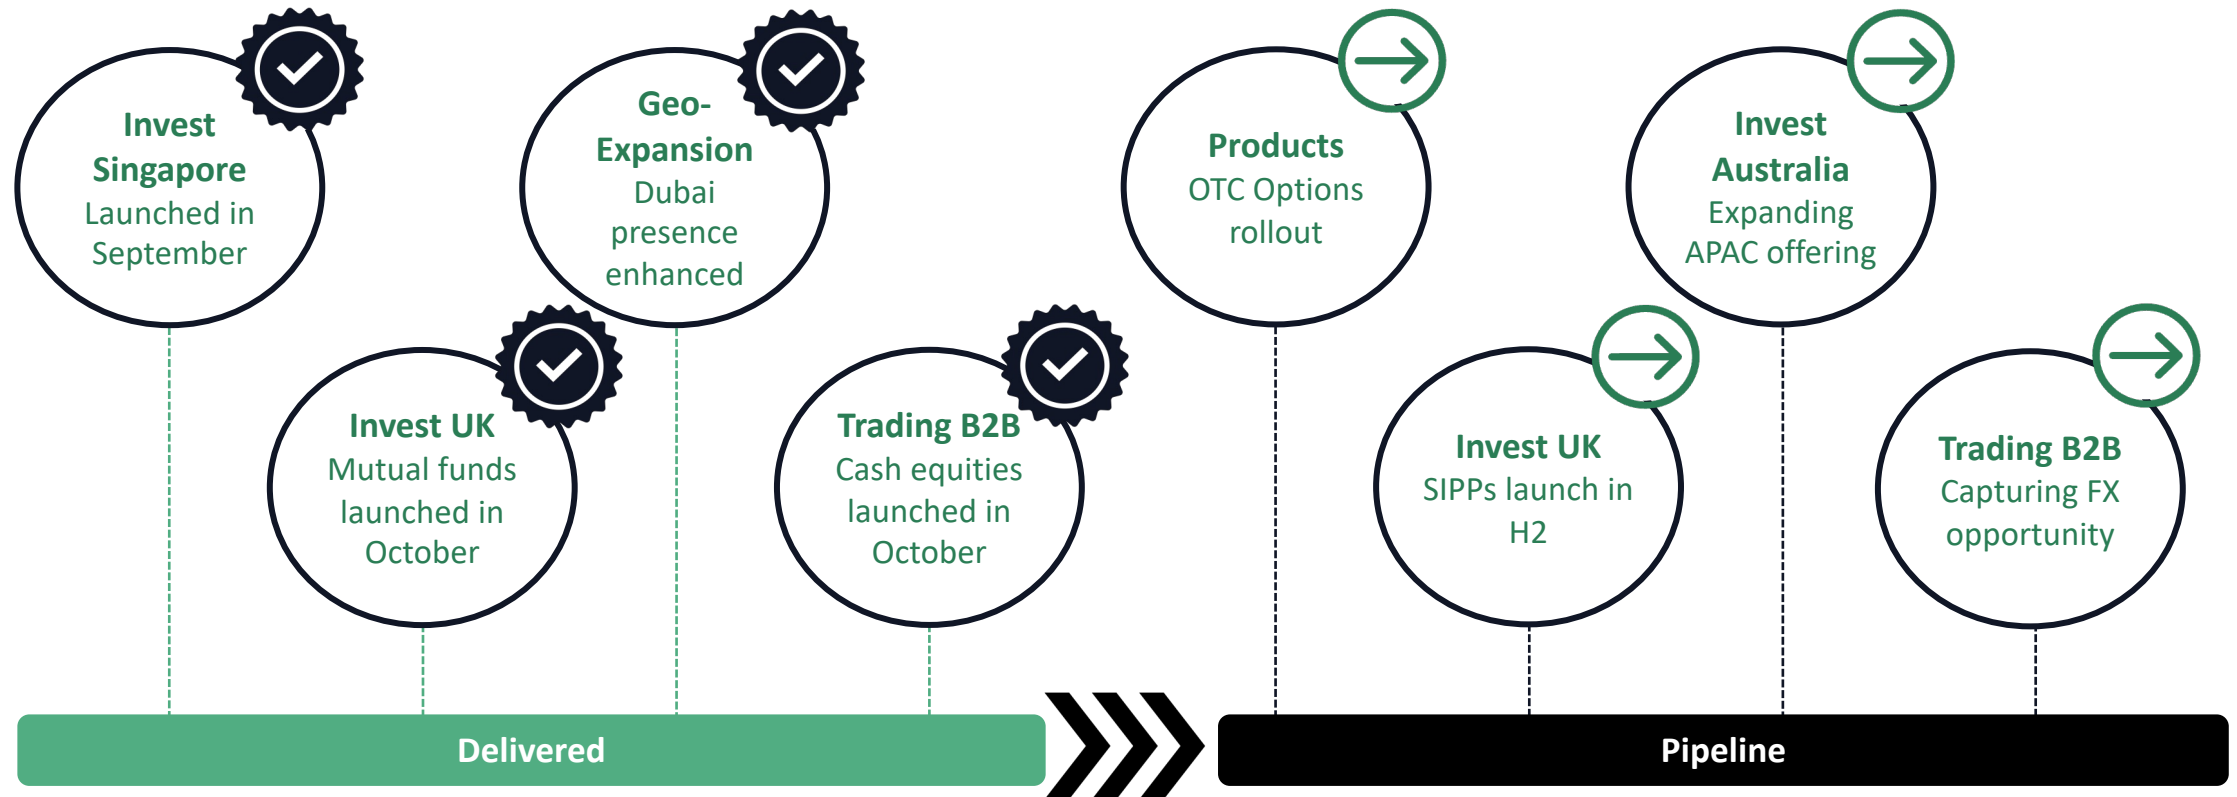 Invest
Singapore
Launched in
September
Invest UK
Mutual funds
launched in
October
Geo-
Expansion
Dubai
presence
enhanced
Trading B2B
Cash equities
launched in
October
Products
OTC Options
rollout
Invest UK
SIPPs launch in
H2
Invest
Australia
Expanding
APAC offering
Trading B2B
Capturing FX
opportunity
Delivered
Pipeline